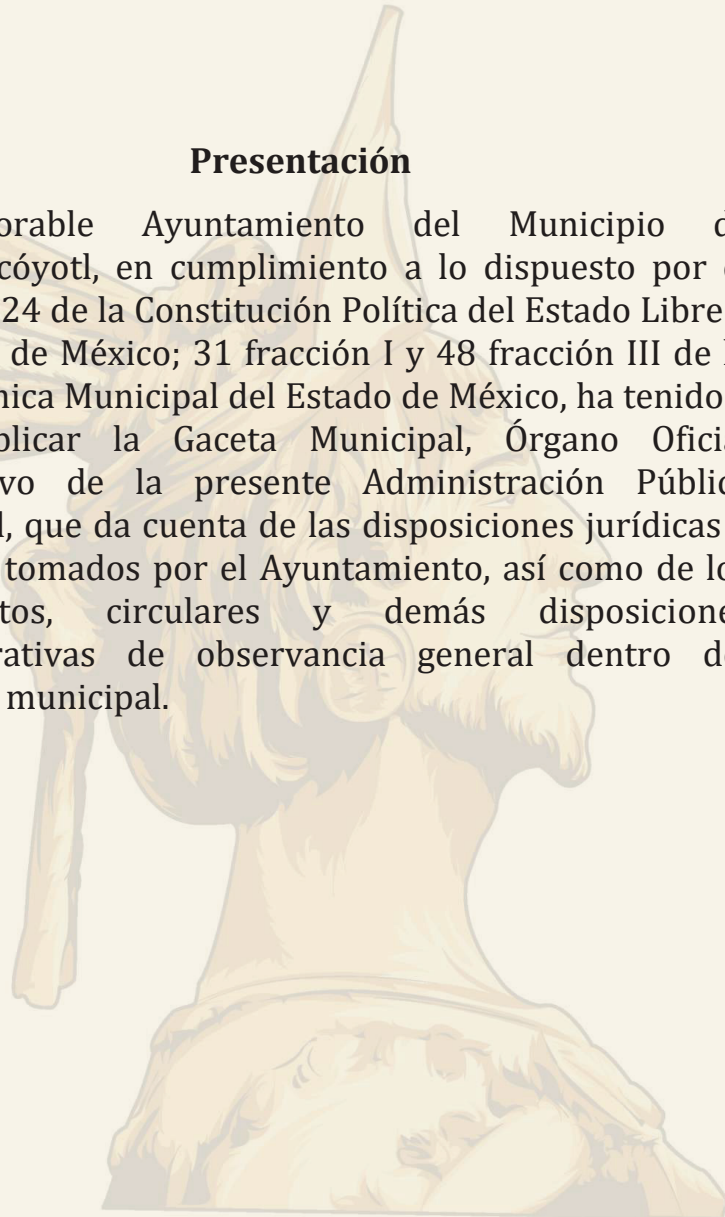 Presentación
orable Ayuntamiento del Municipio d
cóyotl, en cumplimiento a lo dispuesto por e
24 de la Constitución Política del Estado Libre
de México; 31 fracción I y 48 fracción III de l
nica Municipal del Estado de México, ha tenido
blicar la Gaceta Municipal, Órgano Ofici
vo de la presente Administración Públic
l, que da cuenta de las disposiciones jurídicas
tomados por el Ayuntamiento, así como de lo
tos, circulares y demás disposicione
rativas de observancia general dentro de
municipal.